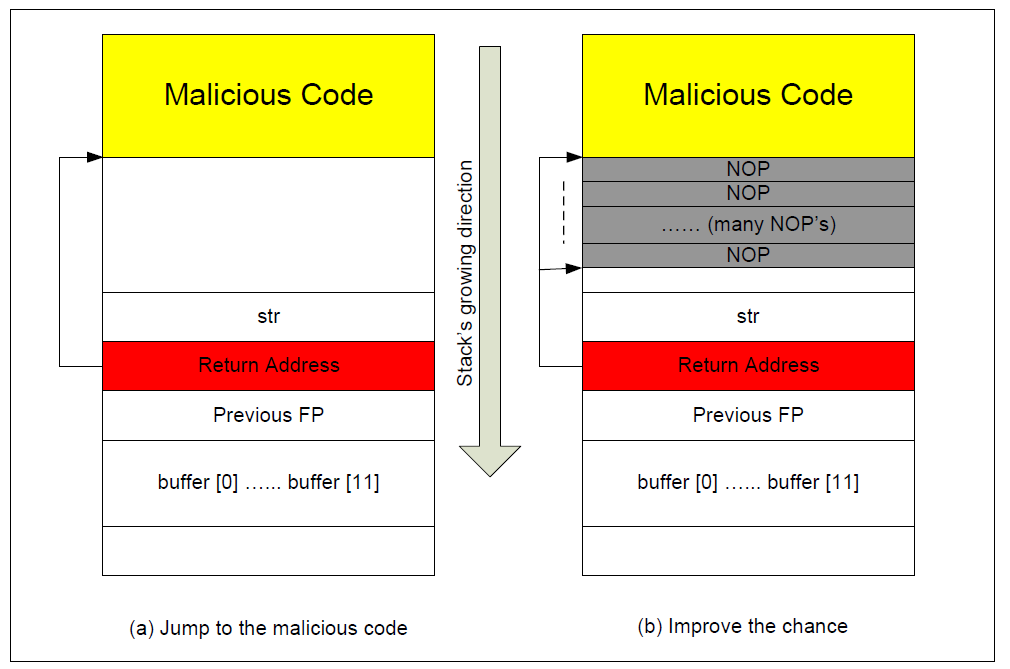 Malicious Code
str
Return Address
Previous FP
buffer [0] …... buffer [11]
(a) Jump to the malicious code
Stack's growing direction
Malicious Code
NOP
NOP
…… (many NOP's)
NOP
str
Return Address
Previous FP
buffer [0] …... buffer [11]
(b) Improve the chance